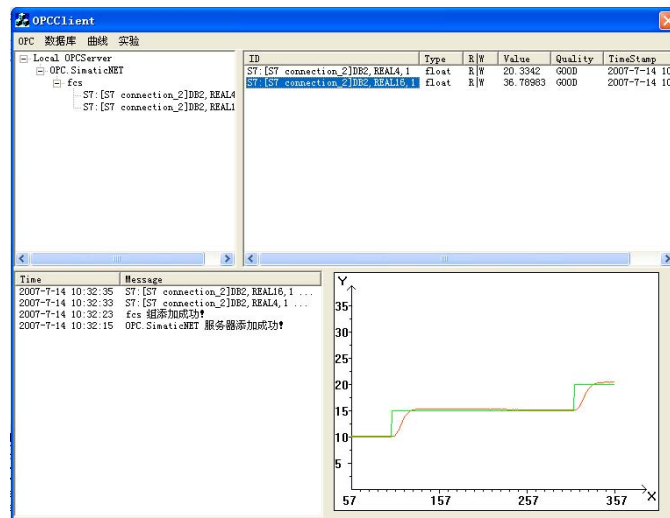 OPCClient
OPC 数据库 曲线 实验
Local OPCServer
OPC.SimaticNET
fcs
S7:[S7 connection_2]DB2,REAL4
S7:[S7 connection_2]DB2,REAL1
ID Type R|W Value Quality TimeStamp
S7:[S7 connection_2]DB2,REAL4,1 float R|W 20.3342 GOOD 2007-7-14 10
S7:[S7 connection_2]DB2,REAL16,1 float R|W 36.78983 GOOD 2007-7-14 10
Time Message
2007-7-14 10:32:35 S7:[S7 connection_2]DB2,REAL16,1 ...
2007-7-14 10:32:33 S7:[S7 connection_2]DB2,REAL4,1 ...
2007-7-14 10:32:23 fcs 组添加成功!
2007-7-14 10:32:15 OPC.SimaticNET 服务器添加成功!
Y
35
30
25
20
15
10
5
57 157 257 357 X